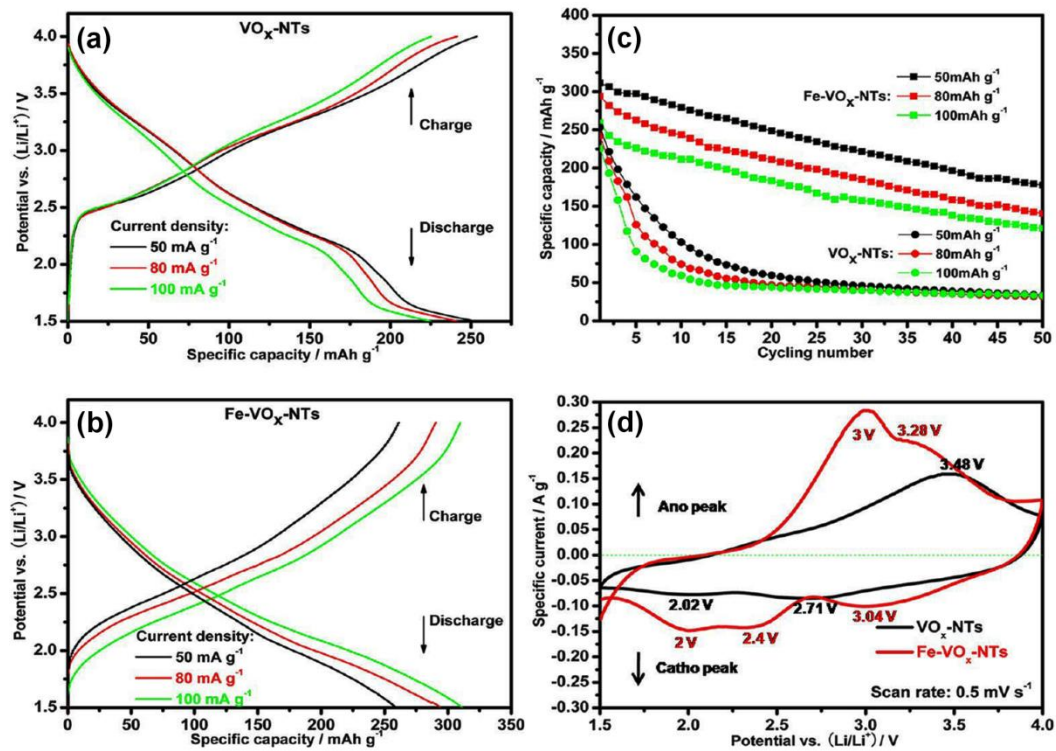 (a)
VOx-NTs
4.0
3.5
3.0
2.5
2.0
1.5
Potential vs. (Li/Li⁺) / V
Charge
Discharge
Current density:
50 mA g⁻¹
80 mA g⁻¹
100 mA g⁻¹
0 50 100 150 200 250
Specific capacity / mAh g⁻¹
(c)
400
350
300
250
200
150
100
50
0
Specific capacity / mAh g⁻¹
50mAh g⁻¹
Fe-VOx-NTs: 80mAh g⁻¹
100mAh g⁻¹
50mAh g⁻¹
VOx-NTs: 80mAh g⁻¹
100mAh g⁻¹
5 10 15 20 25 30 35 40 45 50
Cycling number
(b)
Fe-VOx-NTs
4.0
3.5
3.0
2.5
2.0
1.5
Potential vs. (Li/Li⁺) / V
Charge
Discharge
Current density:
50 mA g⁻¹
80 mA g⁻¹
100 mA g⁻¹
0 50 100 150 200 250 300 350
Specific capacity / mAh g⁻¹
(d)
0.30
0.25
0.20
0.15
0.10
0.05
0.00
-0.05
-0.10
-0.15
-0.20
-0.25
-0.30
Specific current / A g⁻¹
3 V
3.28 V
3.48 V
Ano peak
2.02 V
2.71 V
3.04 V
2 V
2.4 V
Catho peak
VOx-NTs
Fe-VOx-NTs
Scan rate: 0.5 mV s⁻¹
1.5 2.0 2.5 3.0 3.5 4.0
Potential vs. (Li/Li⁺) / V